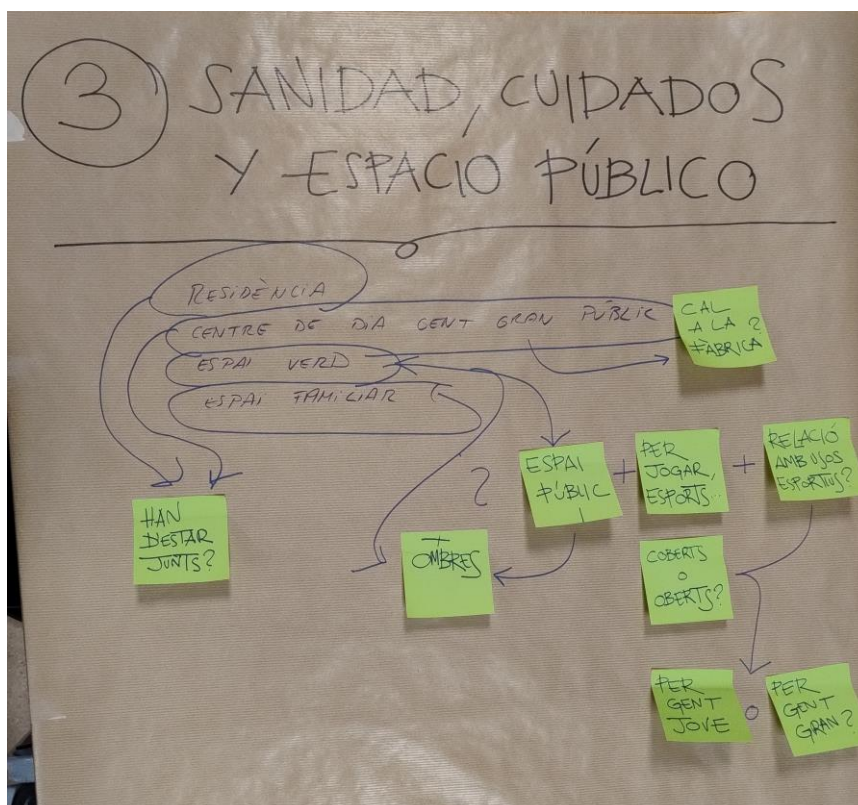 3 SANIDAD, CUIDADOS
Y ESPACIO PÚBLICO
RESIDÈNCIA
CENTRE DE DIA GENT GRAN PÚBLIC
ESPAI VERD
ESPAI FAMILIAR
CAL
A LA ?
FÀBRICA
HAN
D'ESTAR
JUNTS?
?
+
OMBRES
ESPAI
PÚBLIC
+
PER
JOGAR,
ESPORTS...
+
RELACIÓ
AMB USOS
ESPORTIUS?
COBERTS
O
OBERTS?
PER
GENT
JOVE
O
PER
GENT
GRAN?